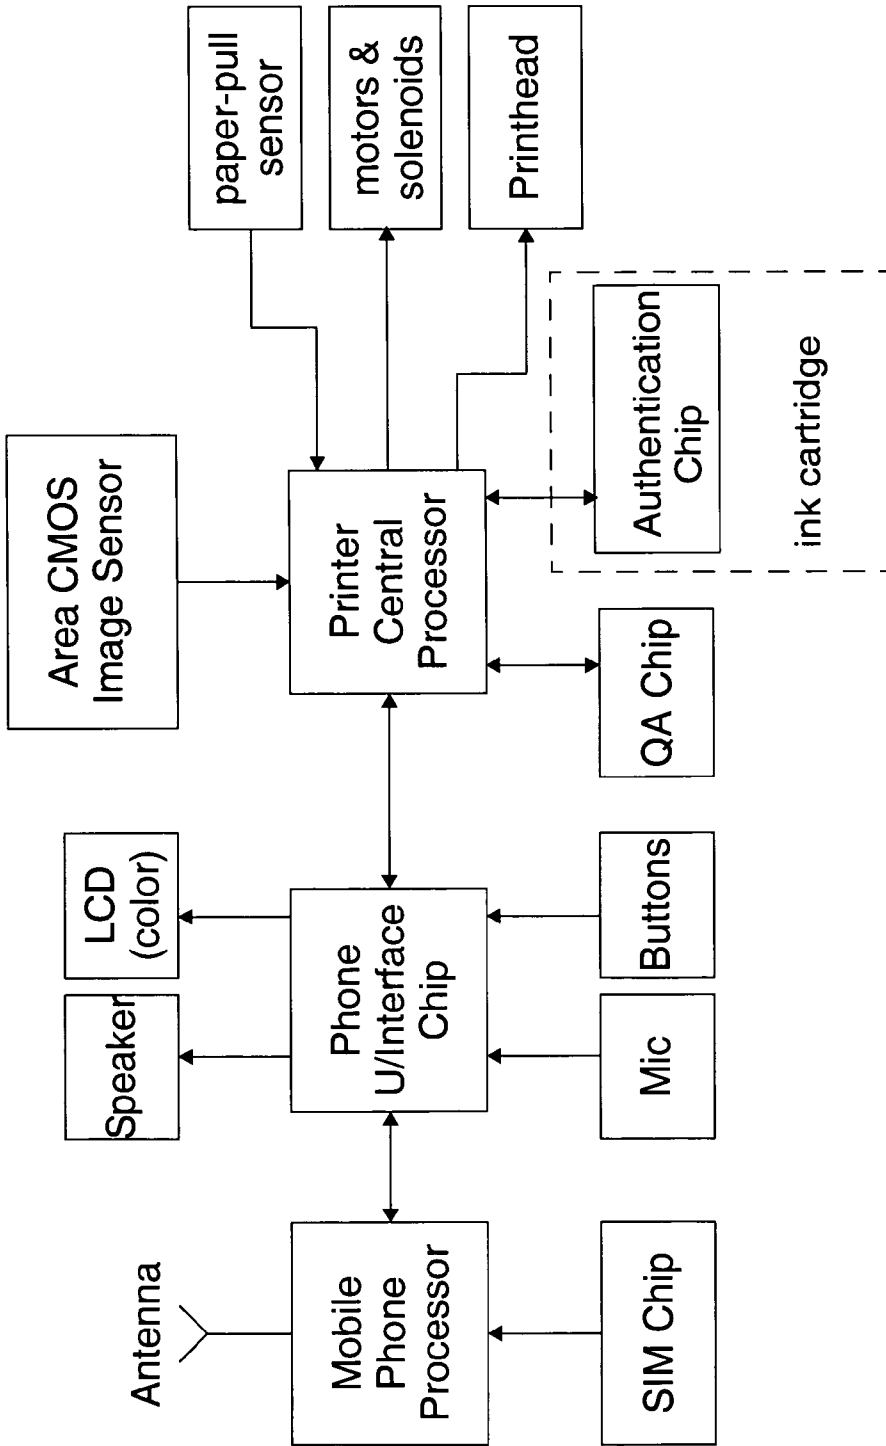 Antenna
Mobile
Phone
Processor
SIM Chip
Speaker
LCD
(color)
Phone
U/Interface
Chip
Mic
Buttons
Area CMOS
Image Sensor
Printer
Central
Processor
QA Chip
Authentication
Chip
ink cartridge
paper-pull
sensor
motors &
solenoids
Printhead